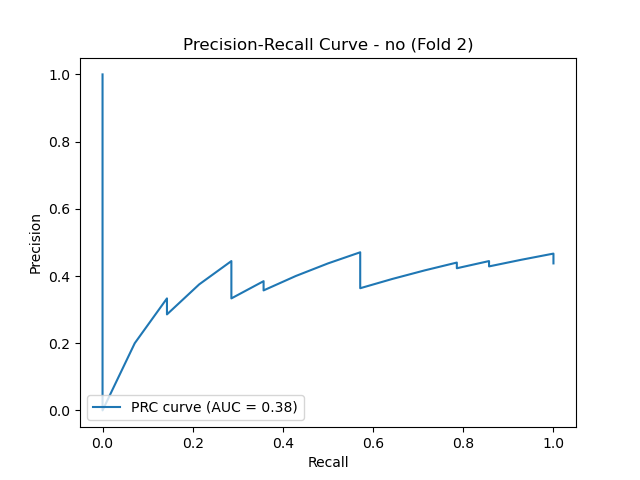 Precision-Recall Curve - no (Fold 2)
1.0
0.8
0.6
0.4
0.2
0.0
Precision
PRC curve (AUC = 0.38)
0.0 0.2 0.4 0.6 0.8 1.0
Recall